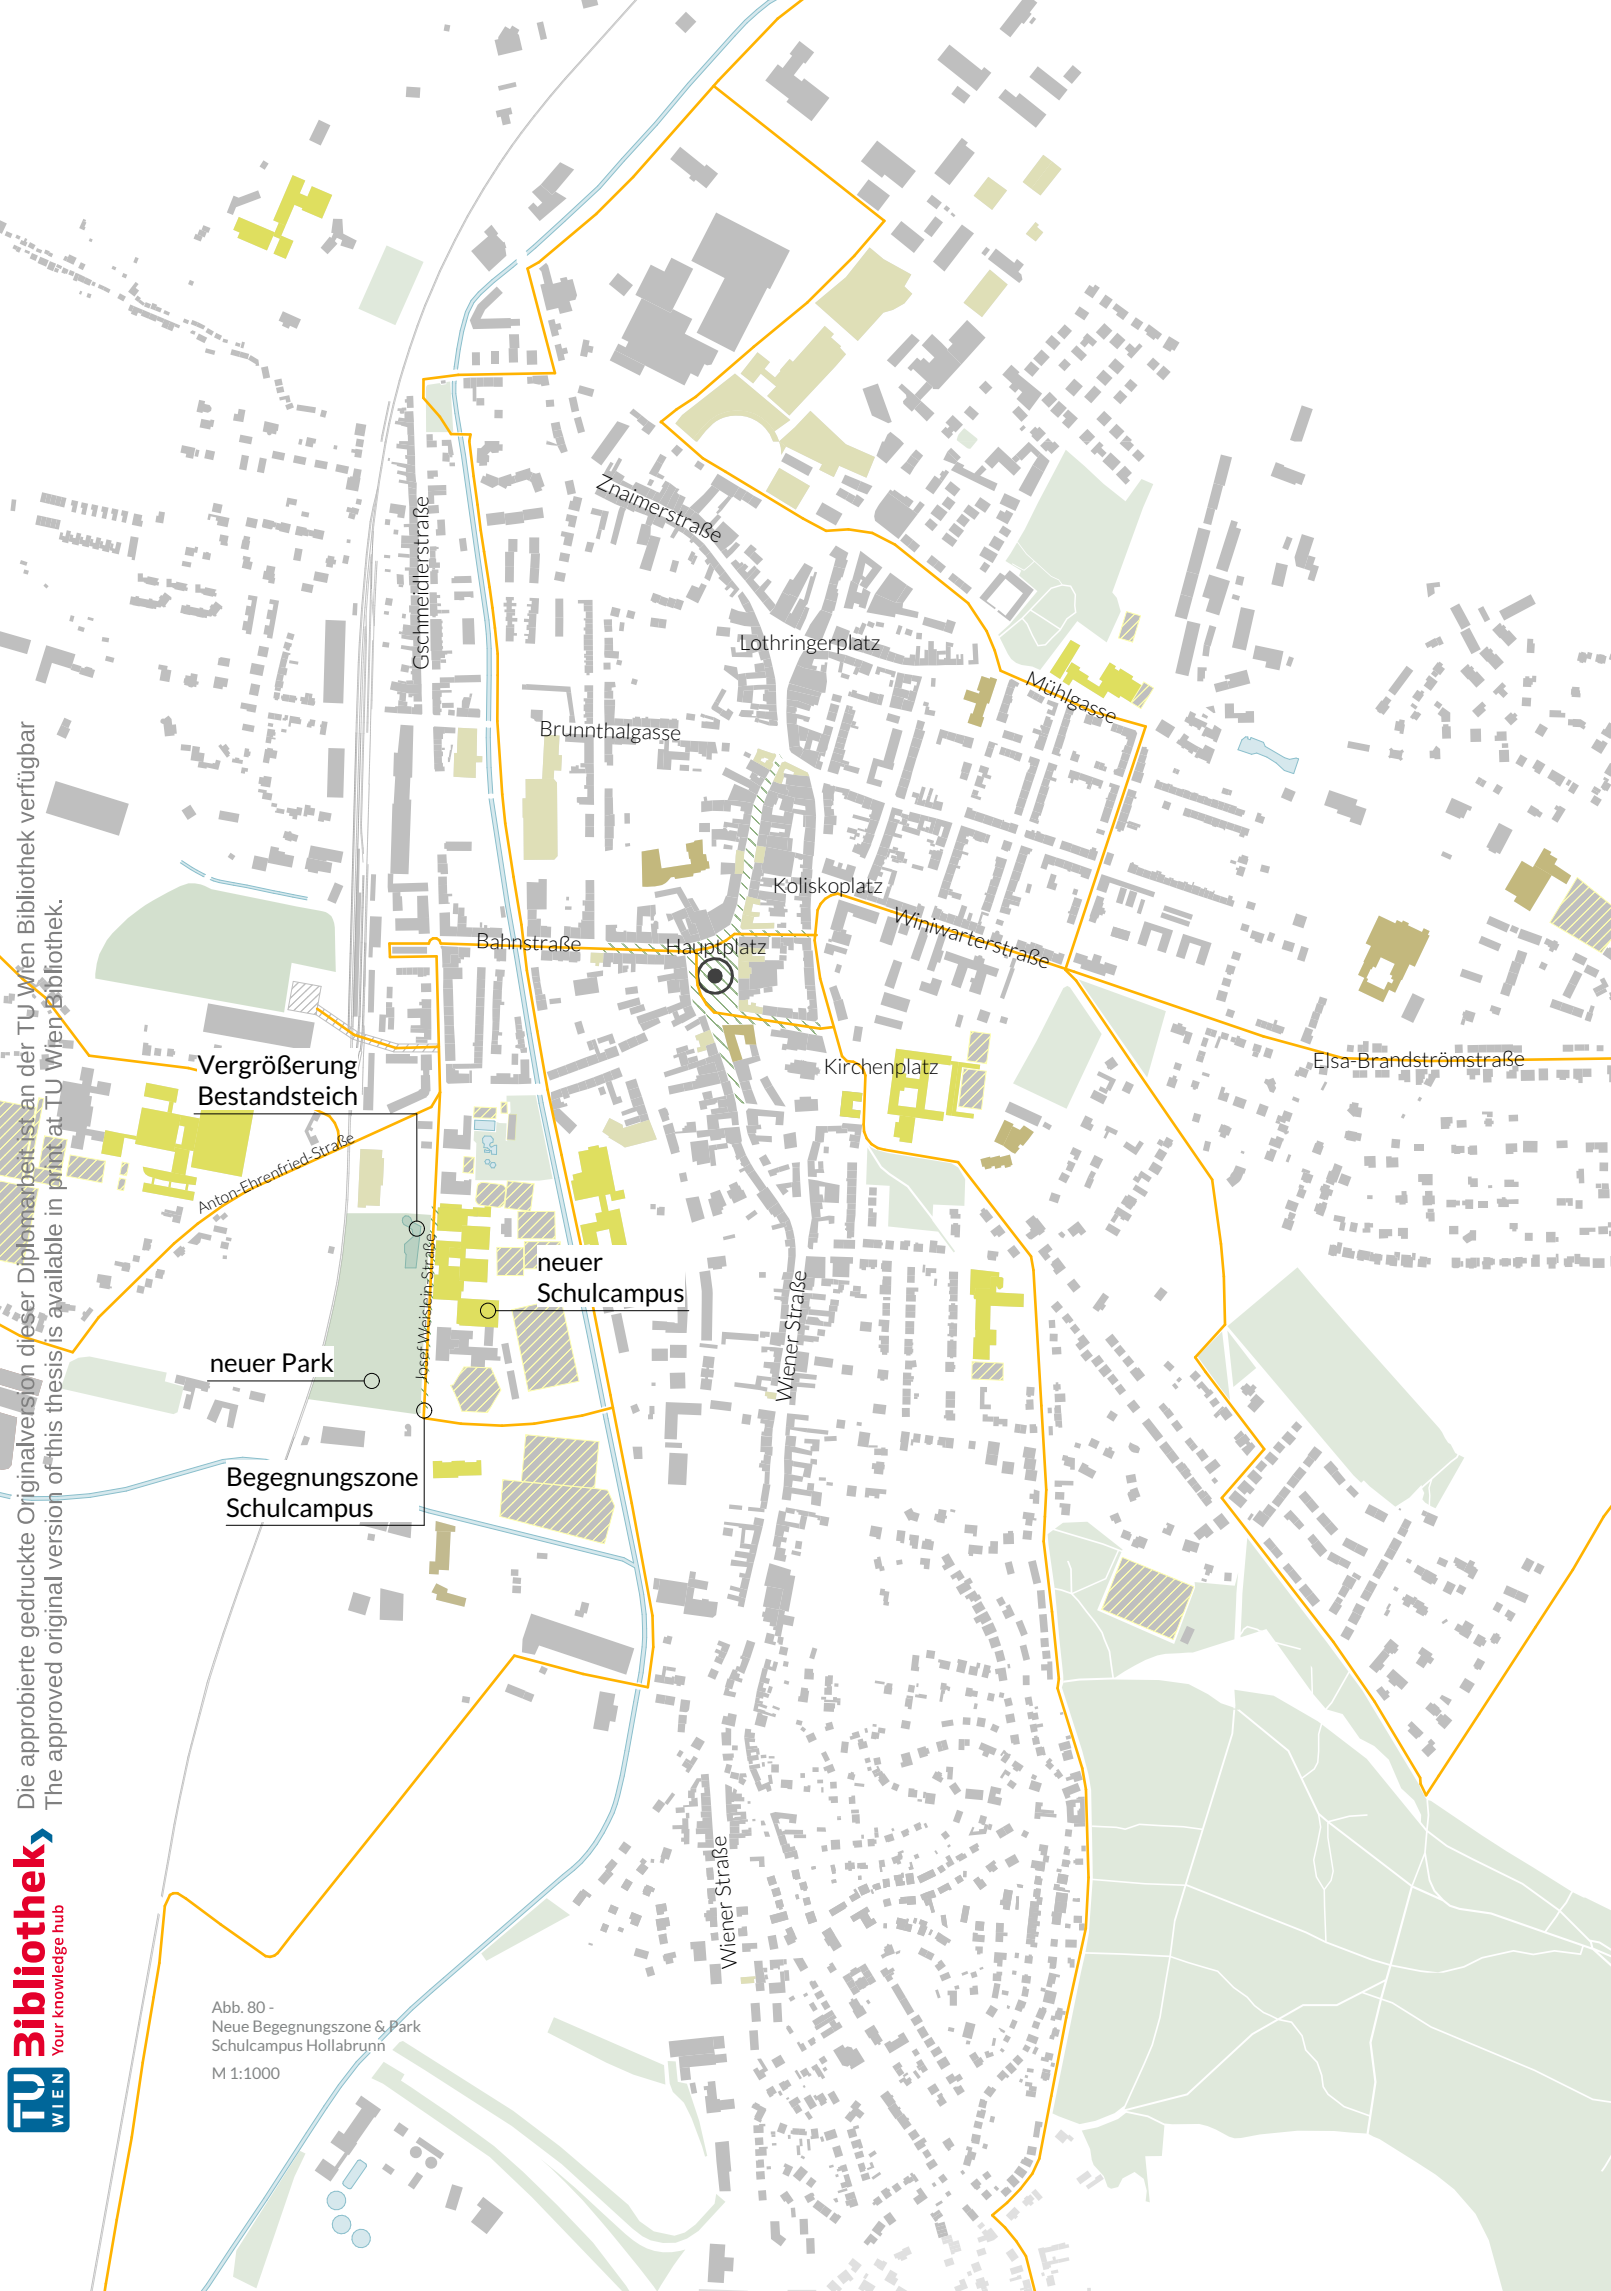 Znaimerstraße
Gschmeidlerstraße
Lothringerplatz
Mühlgasse
Brunnthalgasse
Koliskoplatz
Winiwarterstraße
Bahnstraße
Hauptplatz
Kirchenplatz
Elsa-Brandströmstraße
Vergrößerung
Bestandsteich
Anton-Ehrenfried-Straße
neuer
Schulcampus
Josef Weislein-Straße
Wiener Straße
neuer Park
Begegnungszone
Schulcampus
Wiener Straße
Abb. 80 -
Neue Begegnungszone & Park
Schulcampus Hollabrunn
M 1:1000
Die approbierte gedruckte Originalversion dieser Diplomarbeit ist an der TU Wien Bibliothek verfügbar
The approved original version of this thesis is available in print at TU Wien Bibliothek.
Bibliothek
Your knowledge hub
TU
WIEN